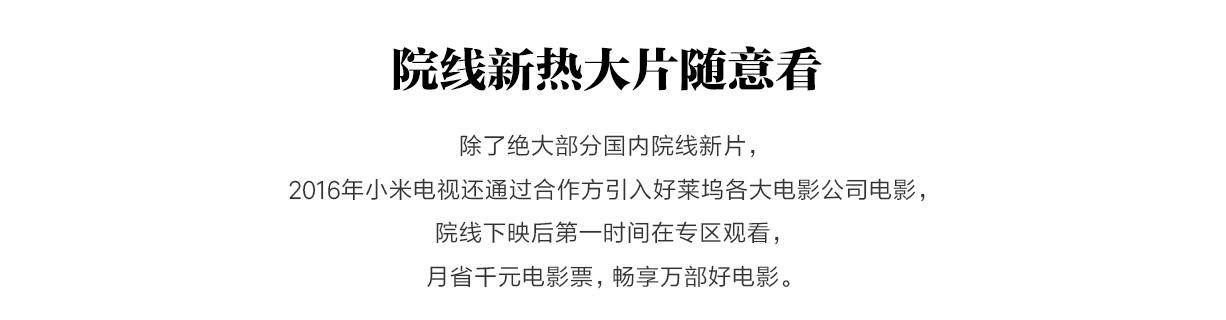 院线新热大片随意看
除了绝大部分国内院线新片，
2016年小米电视还通过合作方引入好莱坞各大电影公司电影，
院线下映后第一时间在专区观看，
月省千元电影票，畅享万部好电影。